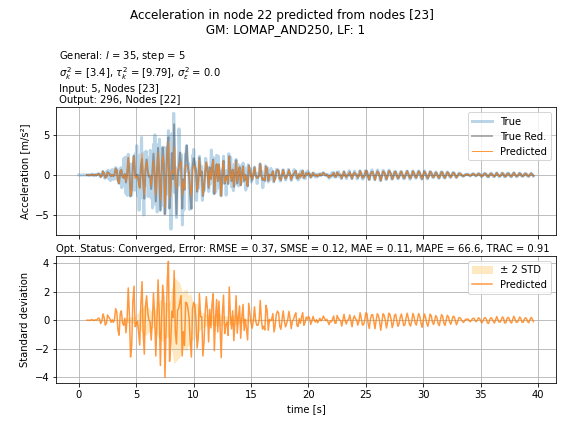 Acceleration in node 22 predicted from nodes [23]
GM: LOMAP_AND250, LF: 1
General: l = 35, step = 5
σ²ₖ = [3.4], τ²ₖ = [9.79], σ²ε = 0.0
Input: 5, Nodes [23]
Output: 296, Nodes [22]
Acceleration [m/s²]
5
0
−5
True
True Red.
Predicted
Opt. Status: Converged, Error: RMSE = 0.37, SMSE = 0.12, MAE = 0.11, MAPE = 66.6, TRAC = 0.91
Standard deviation
4
2
0
−2
−4
± 2 STD
Predicted
0 5 10 15 20 25 30 35 40
time [s]